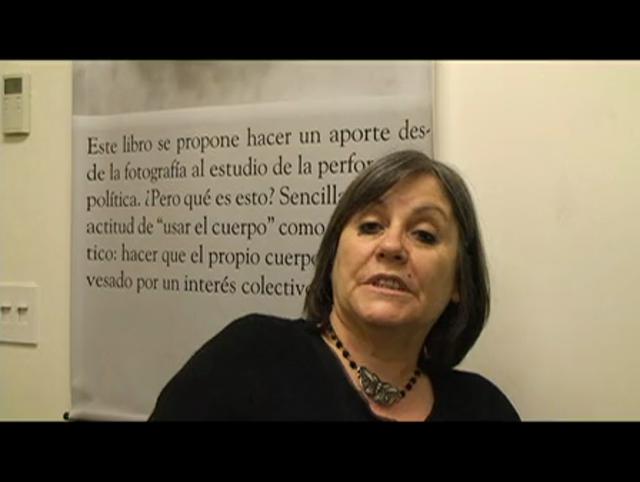 Este libro se propone hacer un aporte des-
de la fotografía al estudio de la perfor
política. ¿Pero qué es esto? Sencilla
actitud de "usar el cuerpo" como
tico: hacer que el propio cuerpo
vesado por un interés colectivo